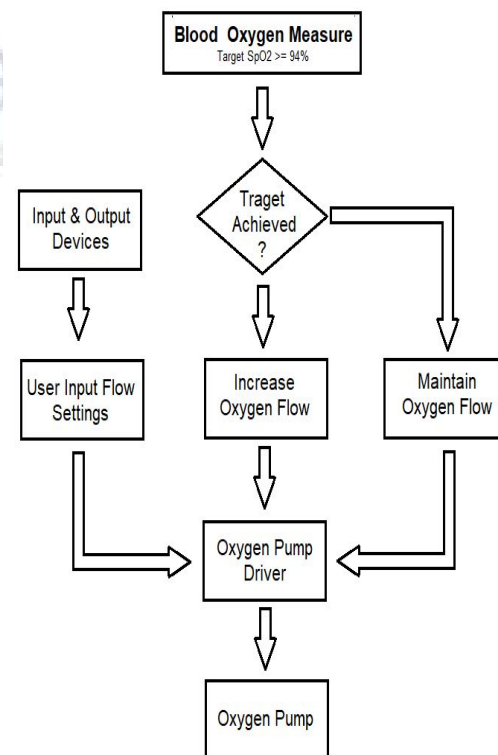 Blood Oxygen Measure
Target SpO2 >= 94%
Traget
Achieved
?
Input & Output
Devices
User Input Flow
Settings
Increase
Oxygen Flow
Maintain
Oxygen Flow
Oxygen Pump
Driver
Oxygen Pump